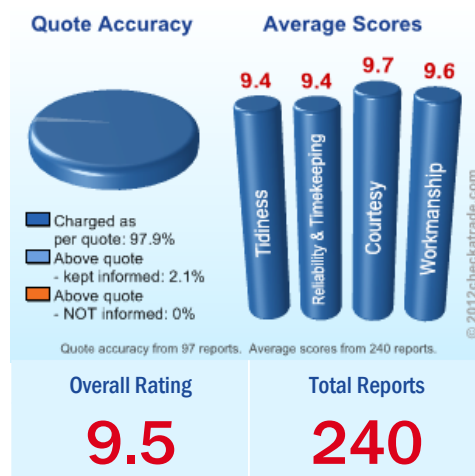 Quote Accuracy
Average Scores
9.4
9.4
9.7
9.6
Tidiness
Reliability & Timekeeping
Courtesy
Workmanship
Charged as
per quote: 97.9%
Above quote
- kept informed: 2.1%
Above quote
- NOT informed: 0%
© 2012checkatrade.com
Quote accuracy from 97 reports. Average scores from 240 reports.
Overall Rating
Total Reports
9.5
240